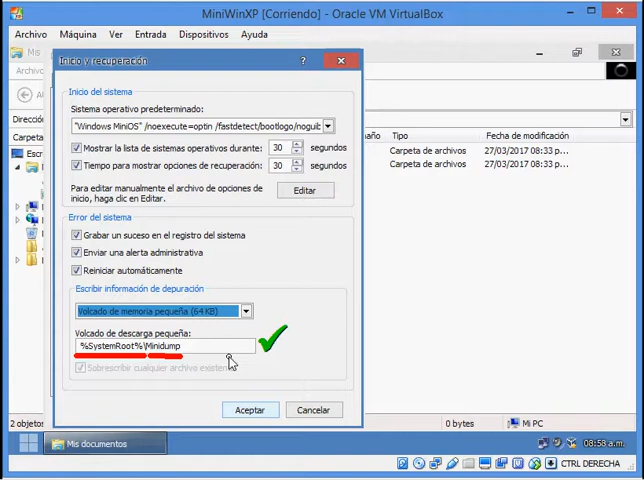 MiniWinXP [Corriendo] - Oracle VM VirtualBox
Archivo Máquina Ver Entrada Dispositivos Ayuda
Mis
Inicio y recuperación
Archivo
Inicio del sistema
Sistema operativo predeterminado:
"Windows MiniOS" /noexecute=optin /fastdetect/bootlogo/noguib
Mostrar la lista de sistemas operativos durante: 30 segundos
Tiempo para mostrar opciones de recuperación: 30 segundos
Para editar manualmente el archivo de opciones de
inicio, haga clic en Editar.
Editar
Error del sistema
Grabar un suceso en el registro del sistema
Enviar una alerta administrativa
Reiniciar automáticamente
Escribir información de depuración
Volcado de memoria pequeña (64 KB)
Volcado de descarga pequeña:
%SystemRoot%\Minidump
Sobrescribir cualquier archivo existen
Aceptar Cancelar
Tipo Fecha de modificación
Carpeta de archivos 27/03/2017 08:33 p...
Carpeta de archivos 27/03/2017 08:33 p...
2 objetos 0 bytes Mi PC
Mis documentos 08:58 a.m.
CTRL DERECHA